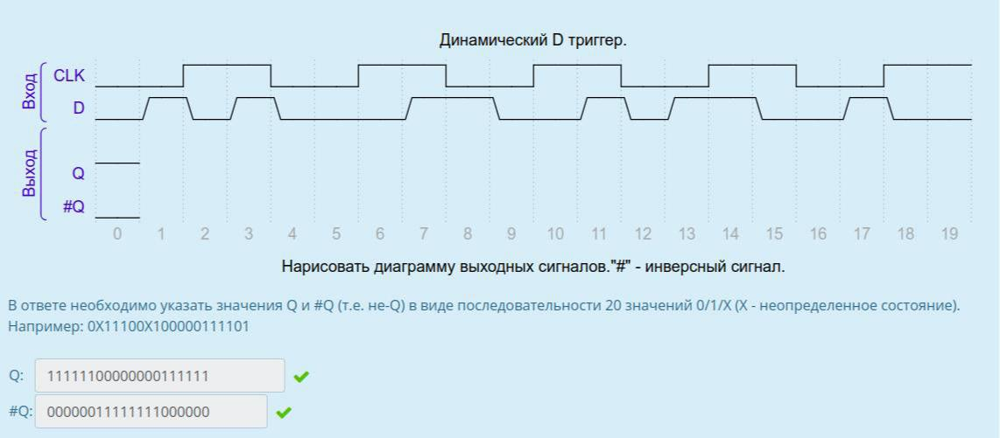 Динамический D триггер.
Вход
CLK
D
Выход
Q
#Q
0 1 2 3 4 5 6 7 8 9 10 11 12 13 14 15 16 17 18 19
Нарисовать диаграмму выходных сигналов."#" - инверсный сигнал.
В ответе необходимо указать значения Q и #Q (т.е. не-Q) в виде последовательности 20 значений 0/1/X (X - неопределенное состояние).
Например: 0X11100X100000111101
Q: 11111100000000111111
#Q: 00000011111111000000